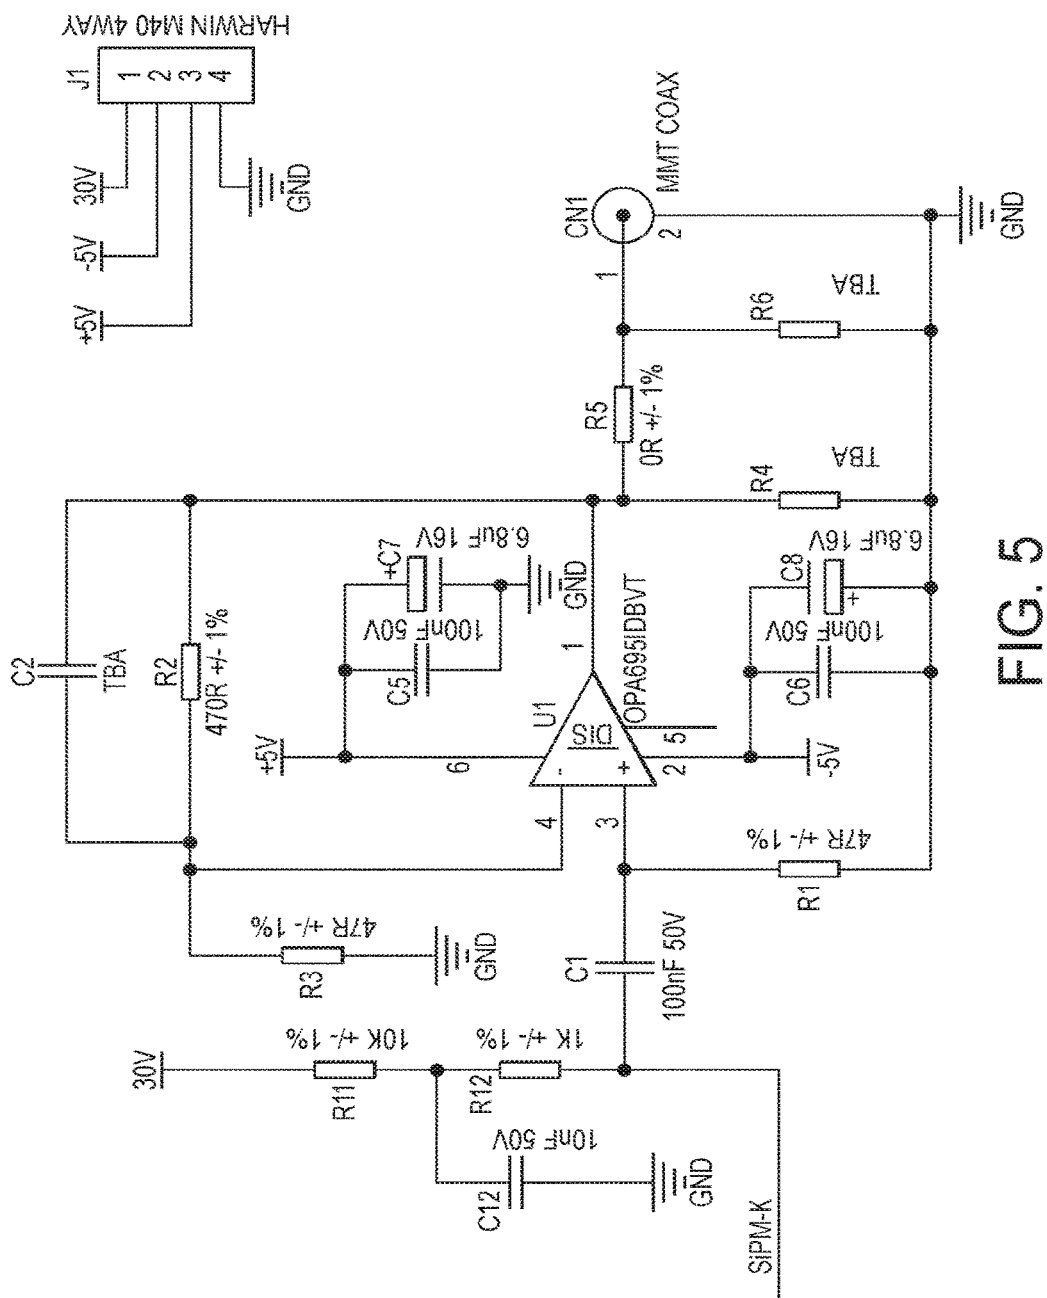 HARWIN M40 4WAY
J1
1
2
3
4
30V
-5V
+5V
GND
C2
TBA
R2
470R +/- 1%
+5V
6
+C7
6.8uF 16V
C5
100nF 50V
GND
U1
DIS
OPA695IDBVT
-
+
4
3
1
5
2
-5V
C6
100nF 50V
C8
+
6.8uF 16V
R5
0R +/- 1%
R4
TBA
R6
TBA
CN1
1
2
MMT COAX
GND
R3
47R +/- 1%
GND
R1
47R +/- 1%
C1
100nF 50V
30V
R11
10K +/- 1%
R12
1K +/- 1%
C12
10nF 50V
GND
SiPM-K
FIG. 5